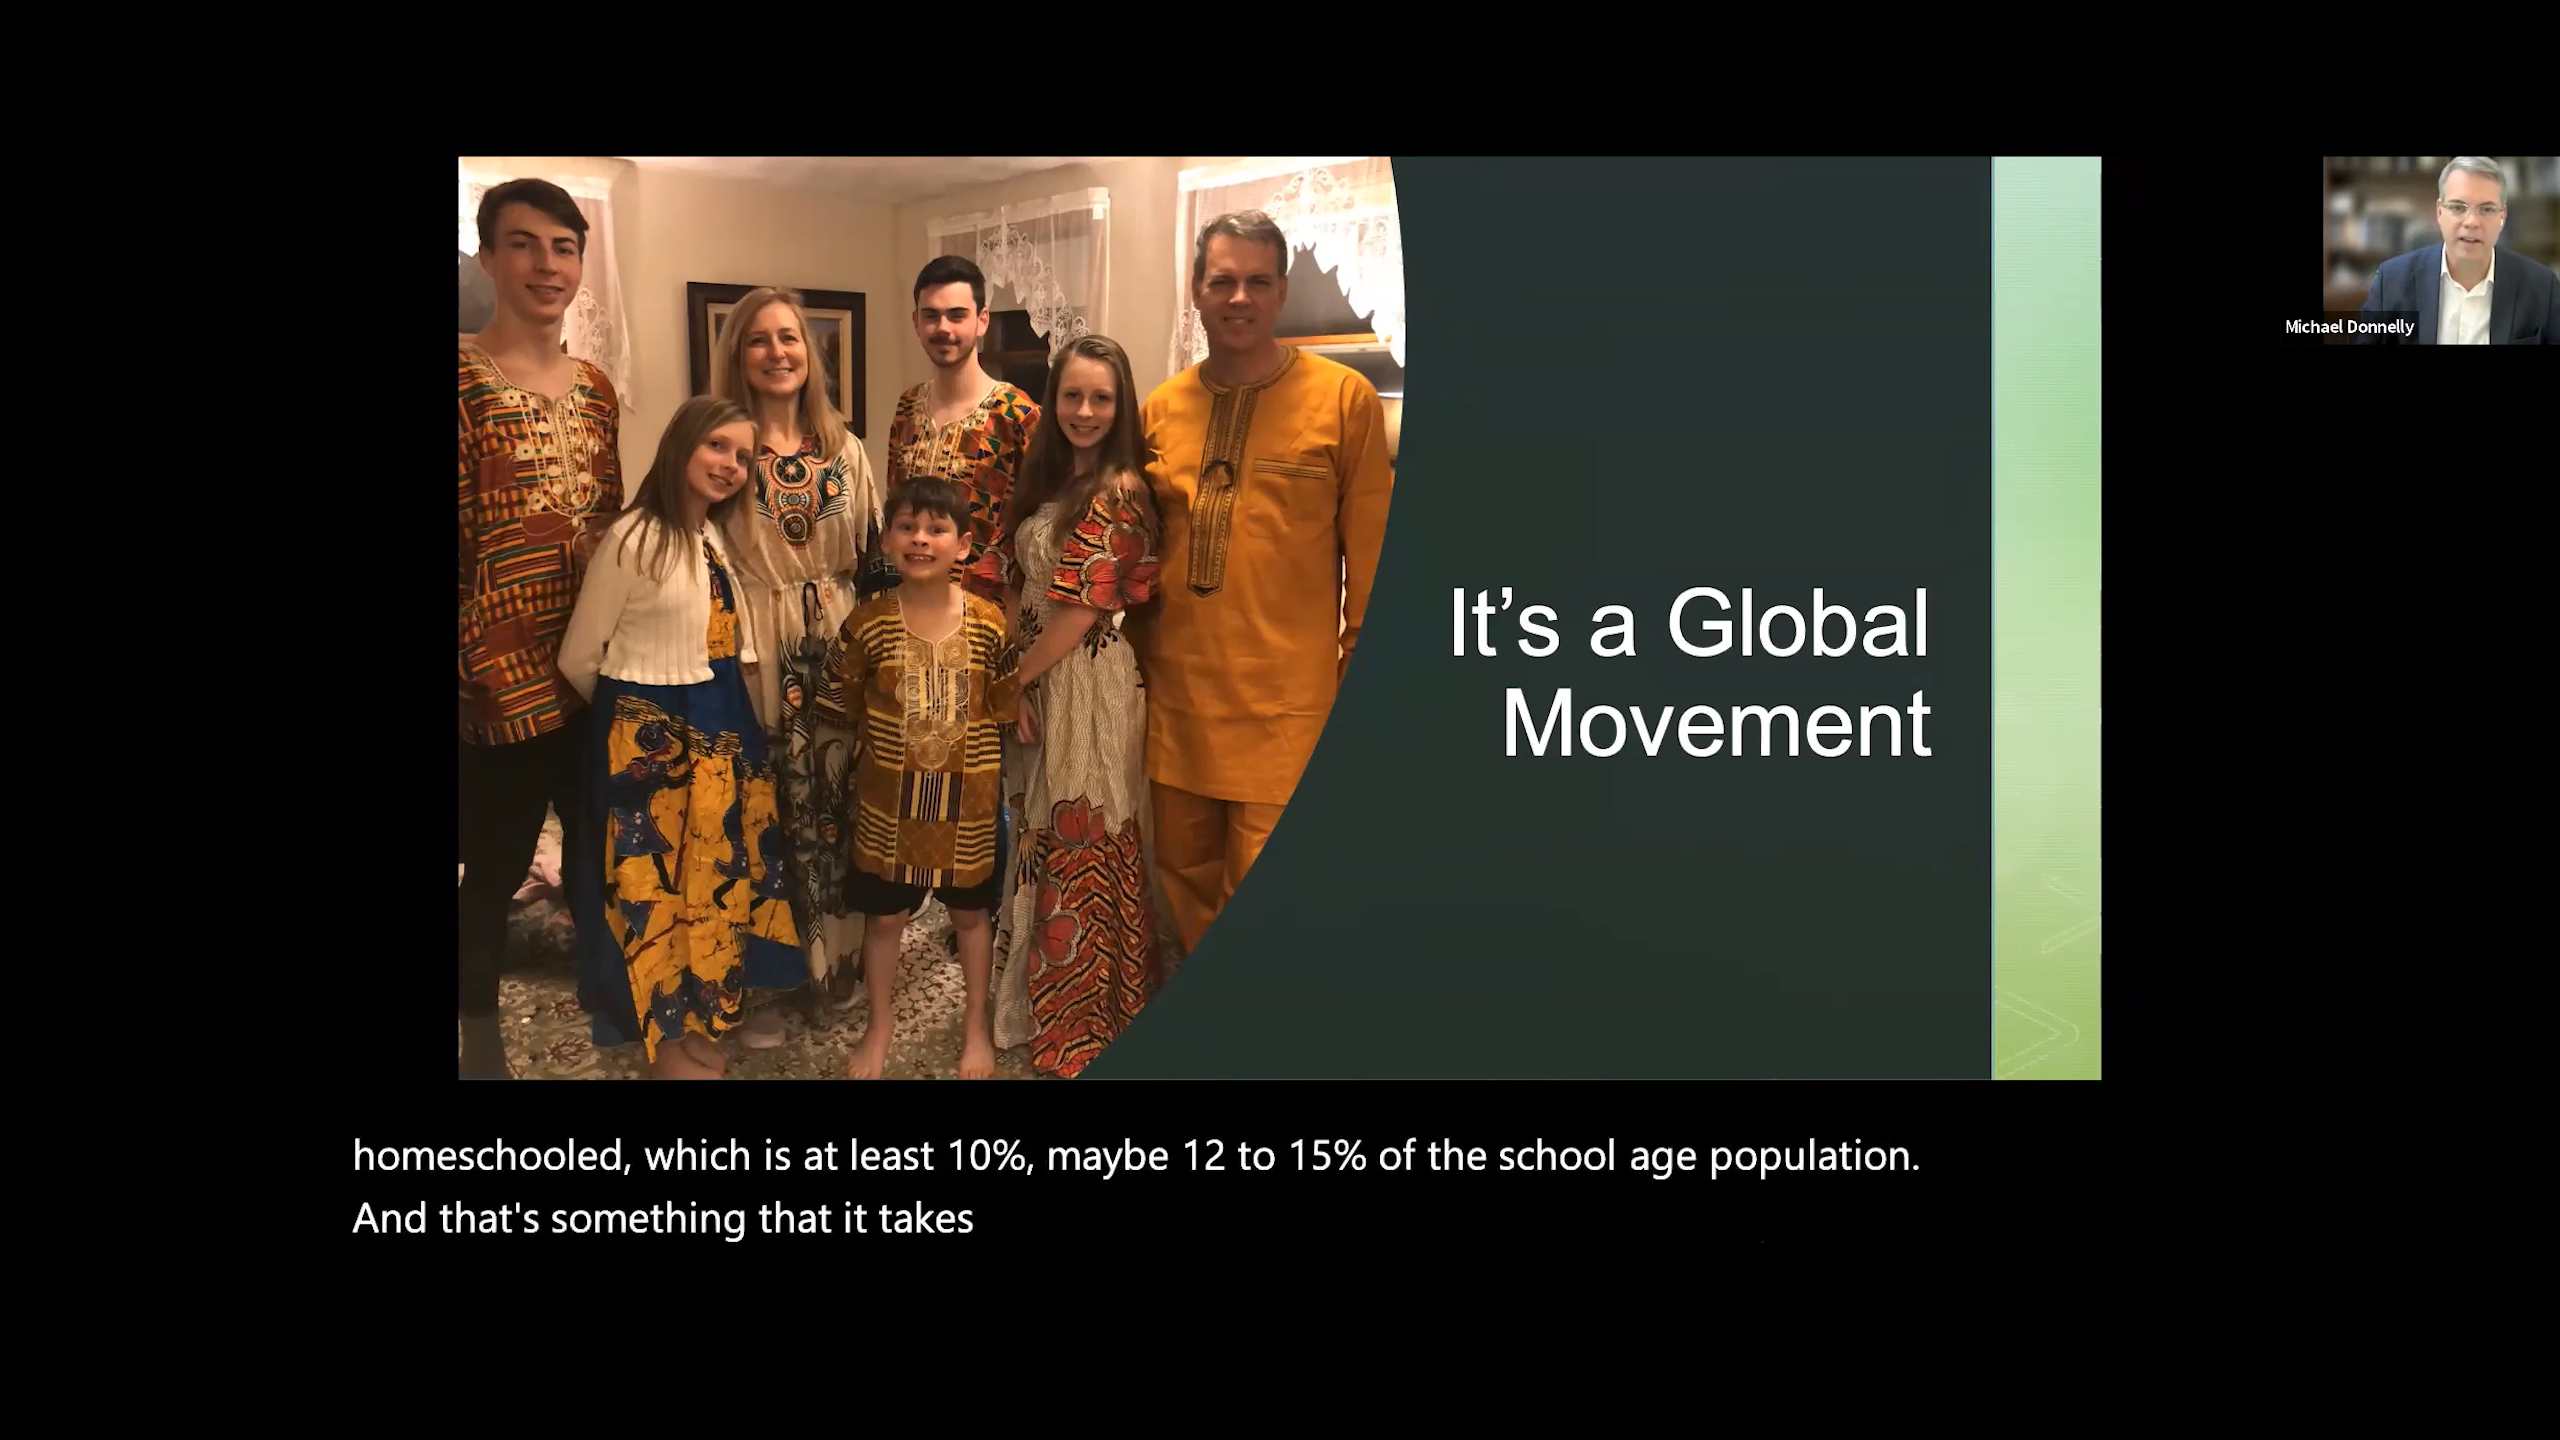 It’s a Global
Movement
Michael Donnelly
homeschooled, which is at least 10%, maybe 12 to 15% of the school age population.
And that's something that it takes